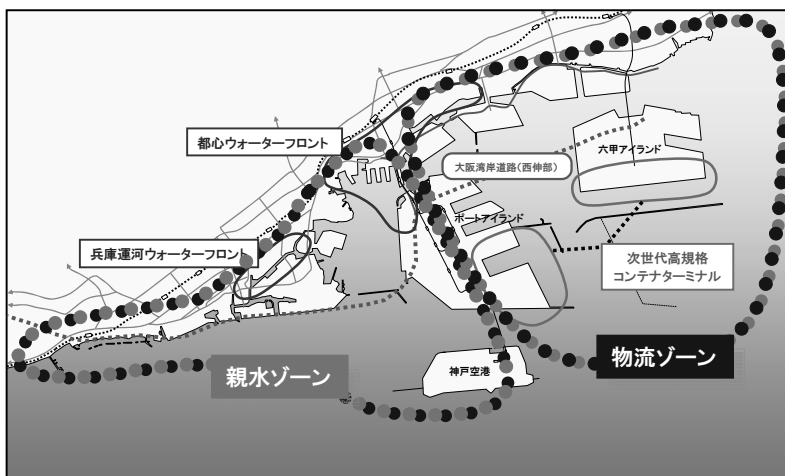 都心ウォーターフロント
六甲アイランド
大阪湾岸道路(西伸部)
ポートアイランド
兵庫運河ウォーターフロント
次世代高規格
コンテナターミナル
物流ゾーン
親水ゾーン
神戸空港